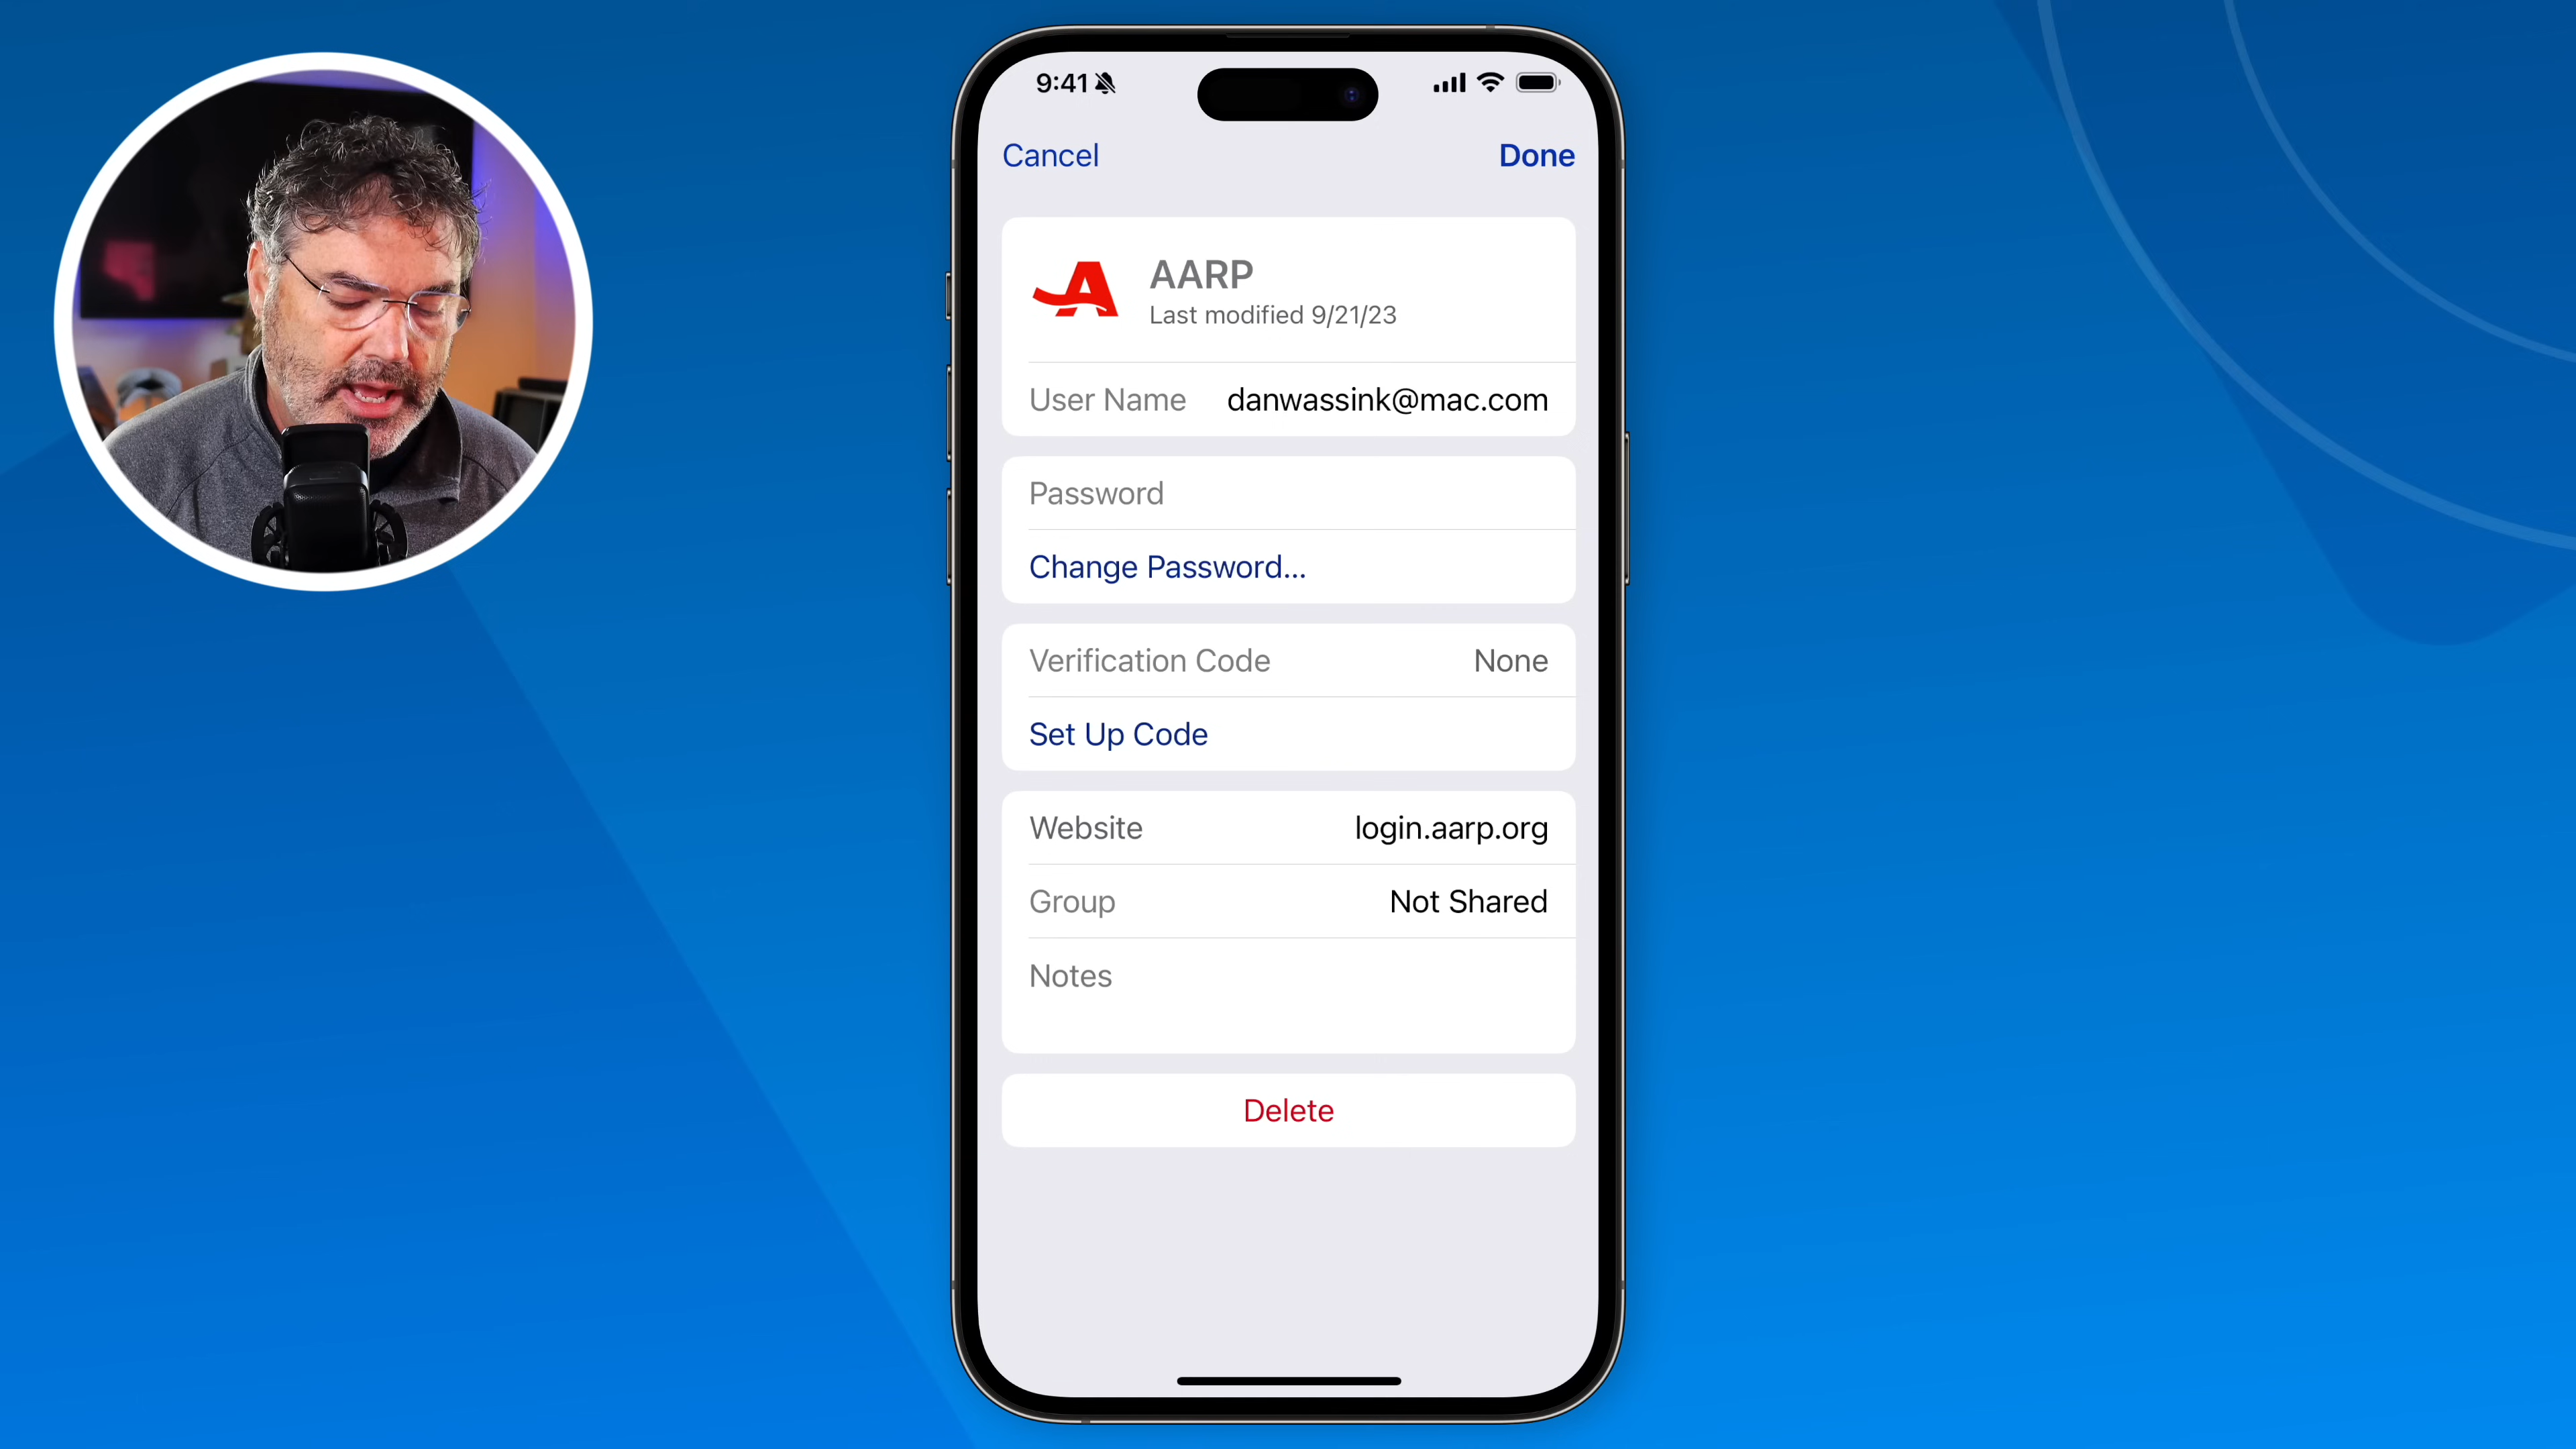 9:41
Cancel
Done
AARP
Last modified 9/21/23
User Name danwassink@mac.com
Password
Change Password...
Verification Code None
Set Up Code
Website login.aarp.org
Group Not Shared
Notes
Delete